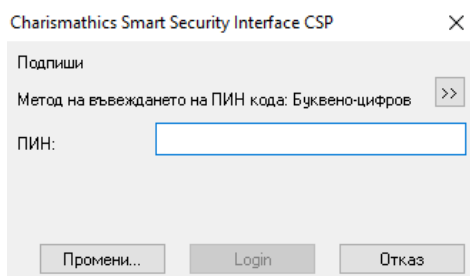 Charismathics Smart Security Interface CSP
Подпиши
Метод на въвеждането на ПИН кода: Буквено-цифров
>>
ПИН:
Промени... Login Отказ